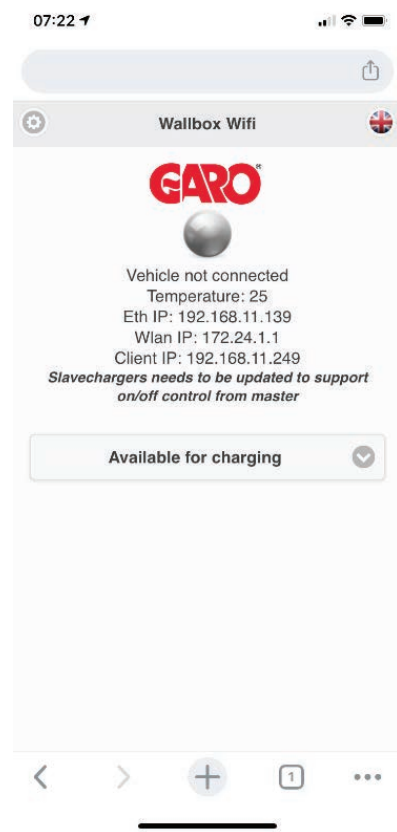 07:22
Wallbox Wifi
GARO®
Vehicle not connected
Temperature: 25
Eth IP: 192.168.11.139
Wlan IP: 172.24.1.1
Client IP: 192.168.11.249
Slavechargers needs to be updated to support
on/off control from master
Available for charging
1